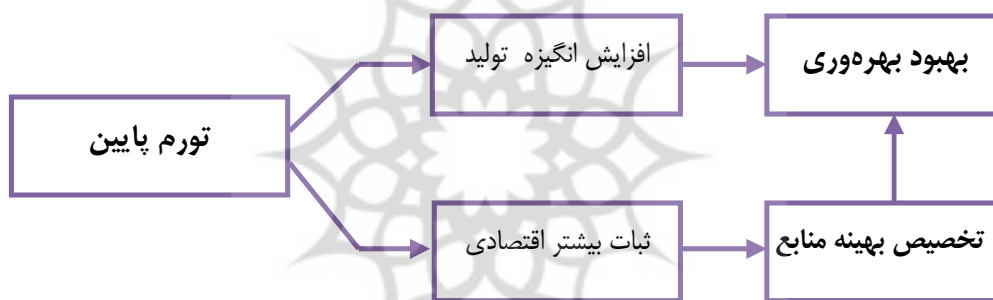 تورم پایین
افزایش انگیزه تولید
بهبود بهره‌وری
ثبات بیشتر اقتصادی
تخصیص بهینه منابع